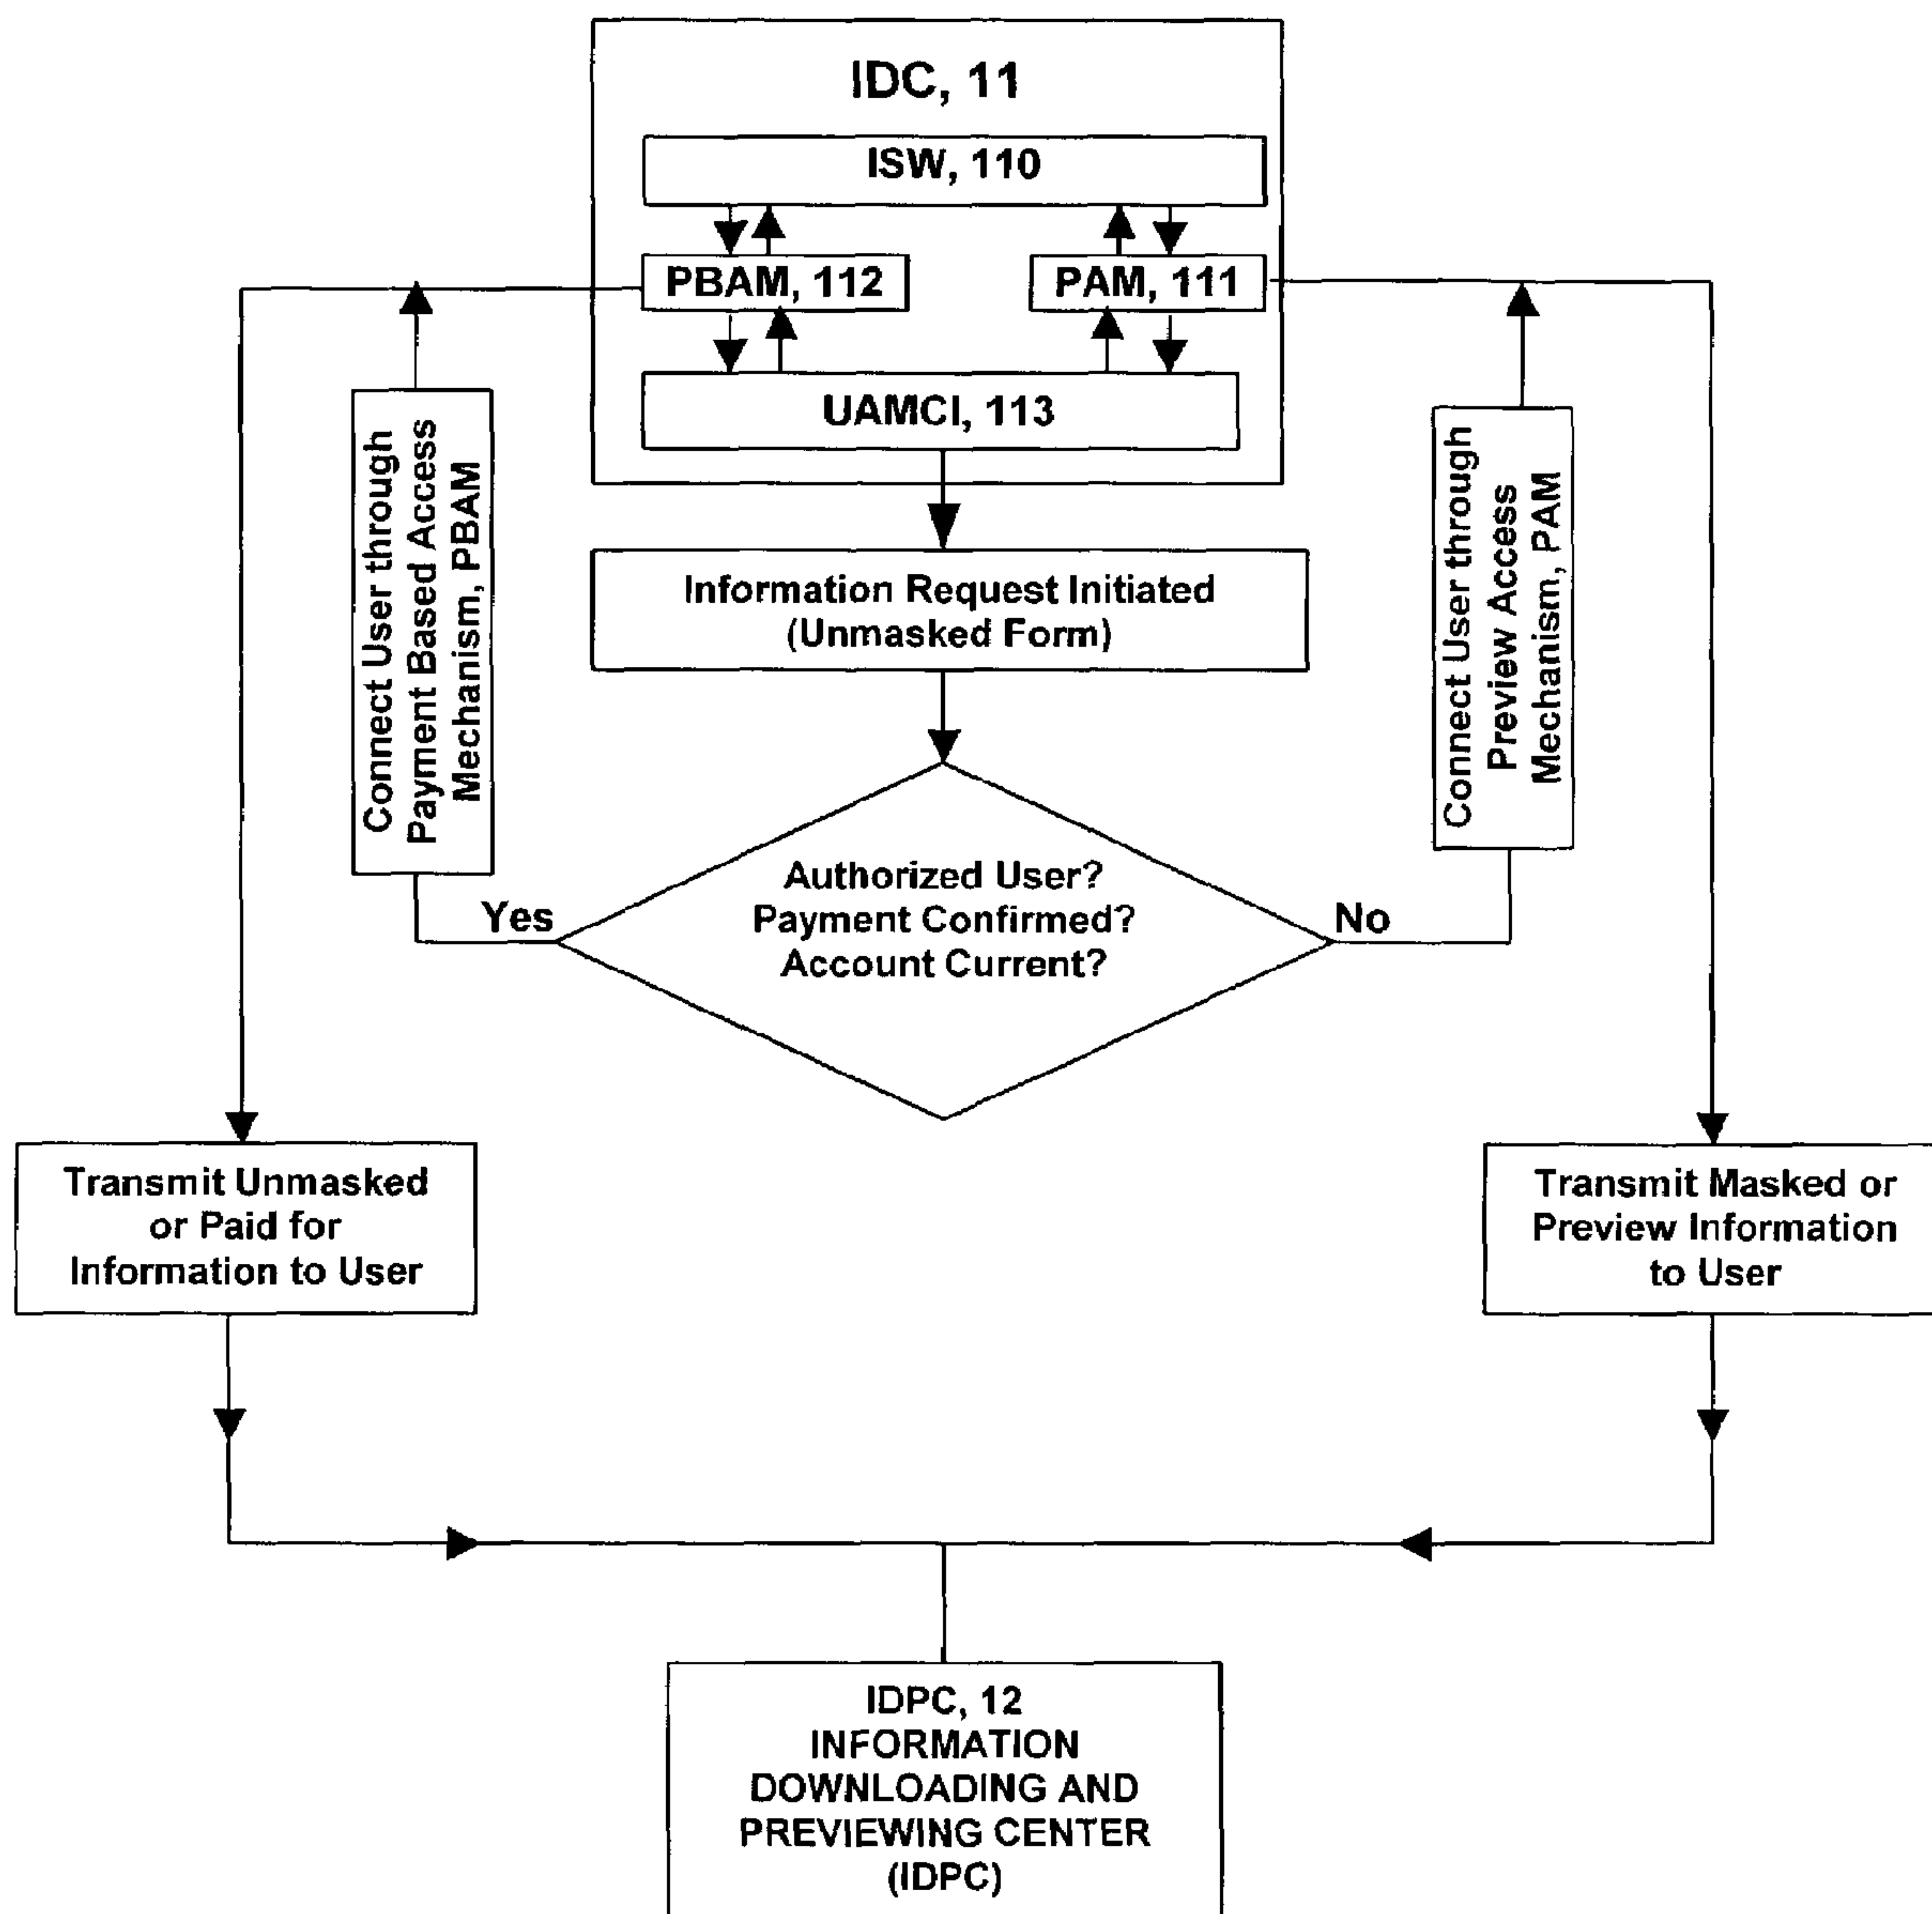 IDC, 11
ISW, 110
PBAM, 112
PAM, 111
UAMCI, 113
Connect User through
Payment Based Access
Mechanism, PBAM
Connect User through
Preview Access
Mechanism, PAM
Information Request Initiated
(Unmasked Form)
Authorized User?
Payment Confirmed?
Account Current?
Yes
No
Transmit Unmasked
or Paid for
Information to User
Transmit Masked or
Preview Information
to User
IDPC, 12
INFORMATION
DOWNLOADING AND
PREVIEWING CENTER
(IDPC)